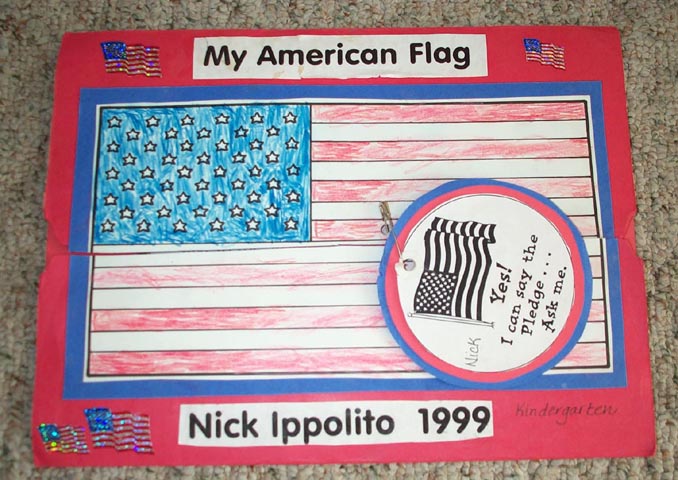 My American Flag
Yes!
I can say the
Pledge....
Ask me.
Nick
Nick Ippolito 1999
Kindergarten